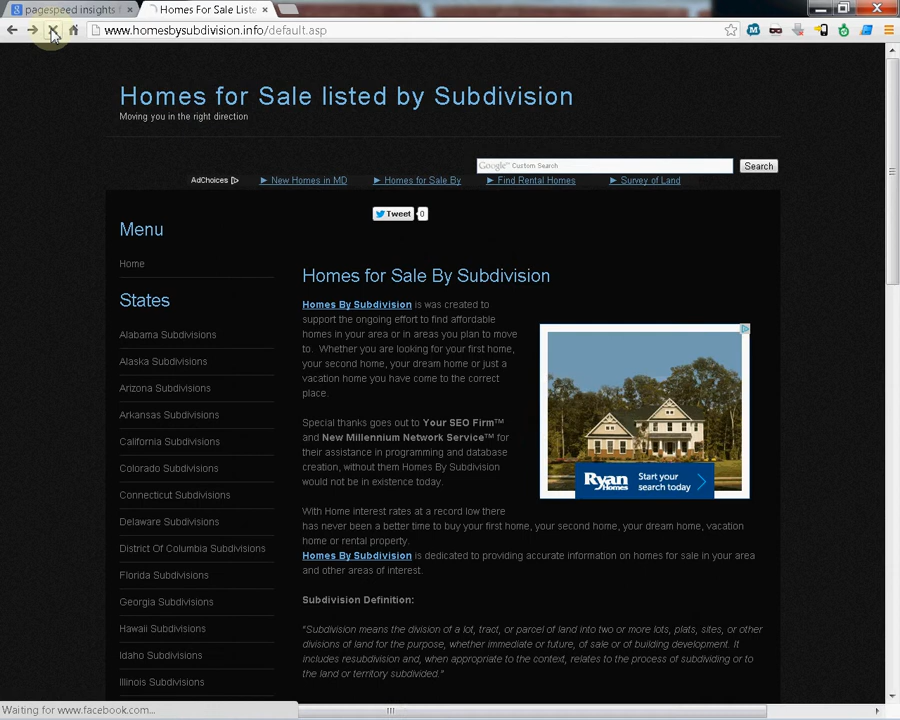 pagespeed insights
Homes For Sale Liste
www.homesbysubdivision.info/default.asp
Homes for Sale listed by Subdivision
Moving you in the right direction
Google™ Custom Search
Search
AdChoices
► New Homes in MD
► Homes for Sale By
► Find Rental Homes
► Survey of Land
Tweet 0
Menu
Home
States
Alabama Subdivisions
Alaska Subdivisions
Arizona Subdivisions
Arkansas Subdivisions
California Subdivisions
Colorado Subdivisions
Connecticut Subdivisions
Delaware Subdivisions
District Of Columbia Subdivisions
Florida Subdivisions
Georgia Subdivisions
Hawaii Subdivisions
Idaho Subdivisions
Illinois Subdivisions
Homes for Sale By Subdivision
Homes By Subdivision is was created to
support the ongoing effort to find affordable
homes in your area or in areas you plan to move
to. Whether you are looking for your first home,
your second home, your dream home or just a
vacation home you have come to the correct
place.
Special thanks goes out to Your SEO Firm™
and New Millennium Network Service™ for
their assistance in programming and database
creation, without them Homes By Subdivision
would not be in existence today.
With Home interest rates at a record low there
has never been a better time to buy your first home, your second home, your dream home, vacation
home or rental property.
Homes By Subdivision is dedicated to providing accurate information on homes for sale in your area
and other areas of interest.
Subdivision Definition:
"Subdivision means the division of a lot, tract, or parcel of land into two or more lots, plats, sites, or other
divisions of land for the purpose, whether immediate or future, of sale or of building development. It
includes resubdivision and, when appropriate to the context, relates to the process of subdividing or to
the land or territory subdivided."
Ryan Homes
Start your
search today
Waiting for www.facebook.com...